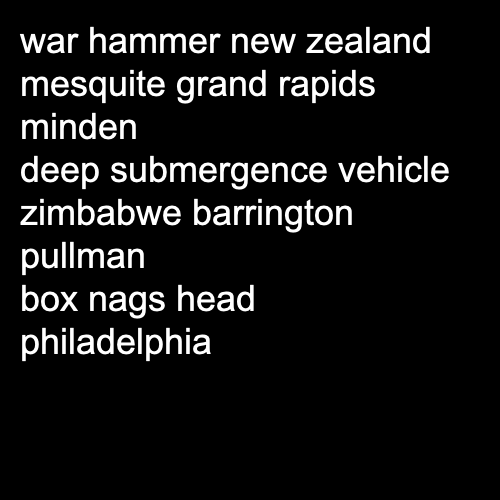 war hammer new zealand
mesquite grand rapids
minden
deep submergence vehicle
zimbabwe barrington
pullman
box nags head
philadelphia